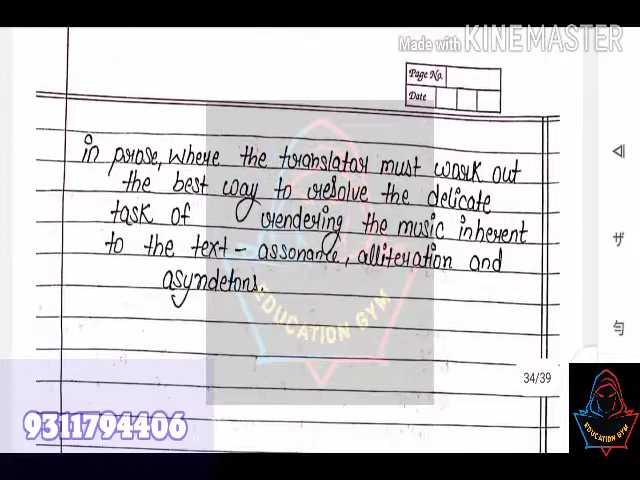 Made with KINEMASTER
Page No.
Date
in prose, where the translator must work out
the best way to resolve the delicate
task of rendering the music inherent
to the text - assonance, alliteration and
asyndetons.
EDUCATION GYM
34/39
9311794406
EDUCATION GYM